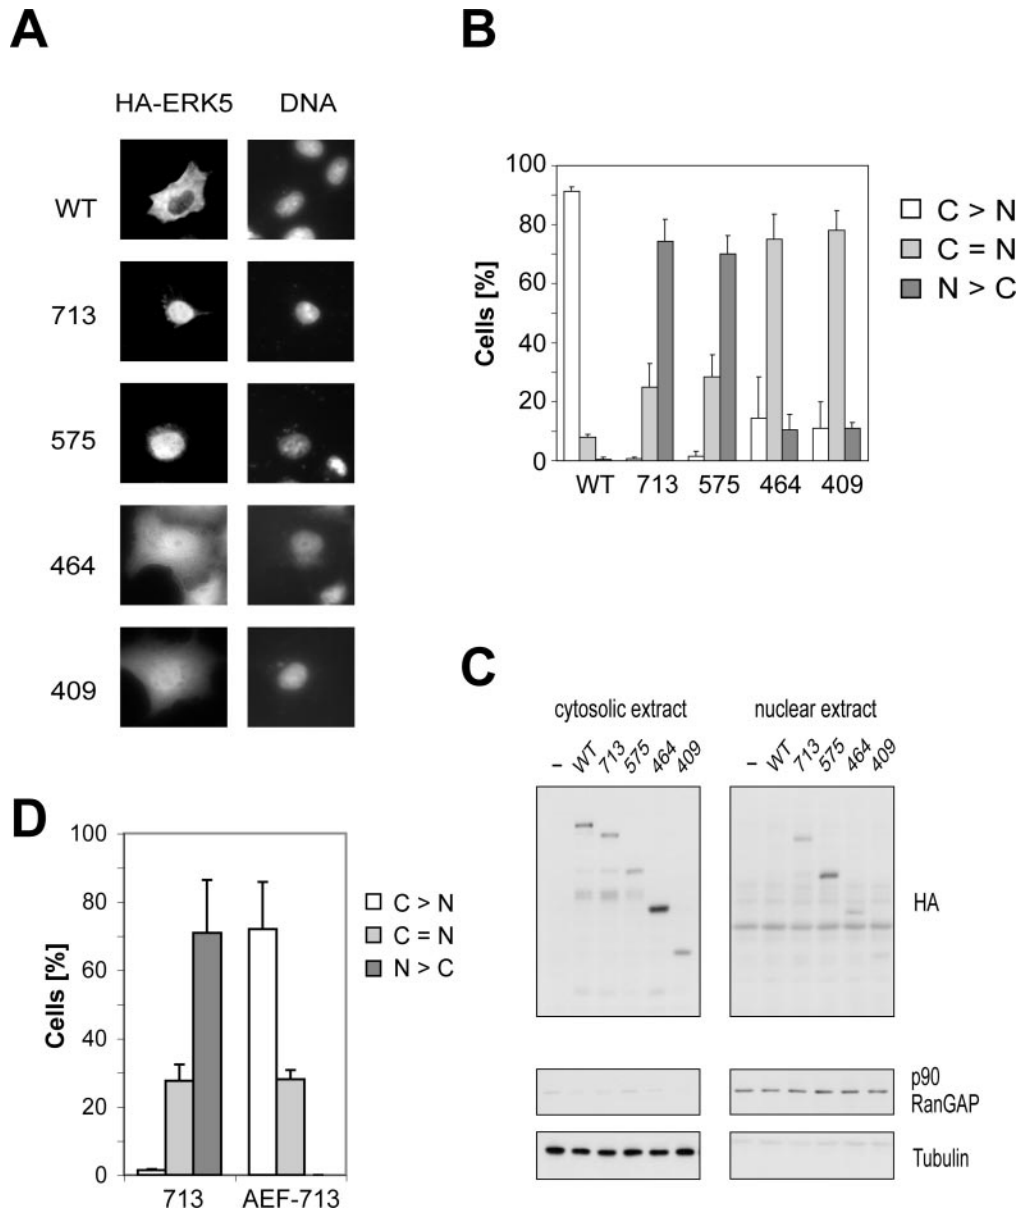 A
HA-ERK5 DNA
WT
713
575
464
409
B
100
80
60
40
20
0
Cells [%]
WT 713 575 464 409
C > N
C = N
N > C
C
cytosolic extract nuclear extract
– WT 713 575 464 409 – WT 713 575 464 409
HA
p90
RanGAP
Tubulin
D
100
80
60
40
20
0
Cells [%]
713 AEF-713
C > N
C = N
N > C